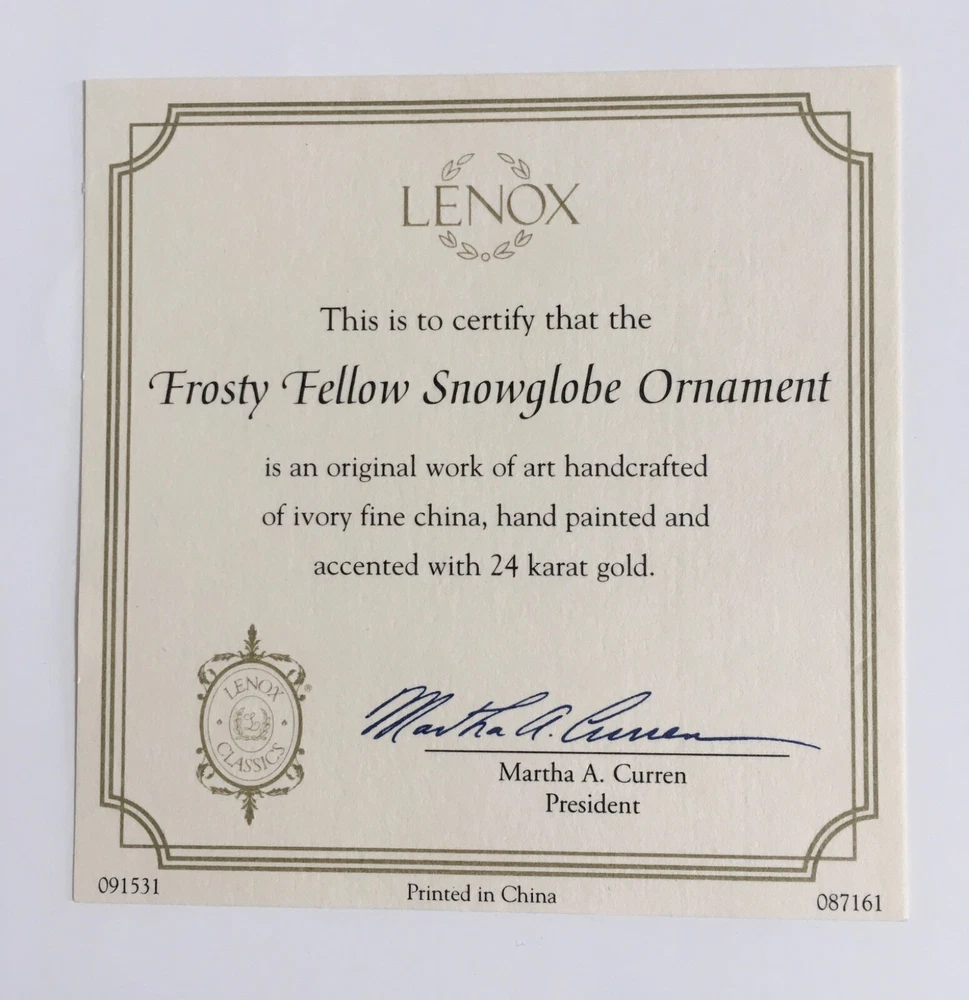 LENOX
This is to certify that the
Frosty Fellow Snowglobe Ornament
is an original work of art handcrafted
of ivory fine china, hand painted and
accented with 24 karat gold.
LENOX ®
L
CLASSICS
Martha A. Curren
Martha A. Curren
President
091531
Printed in China
087161